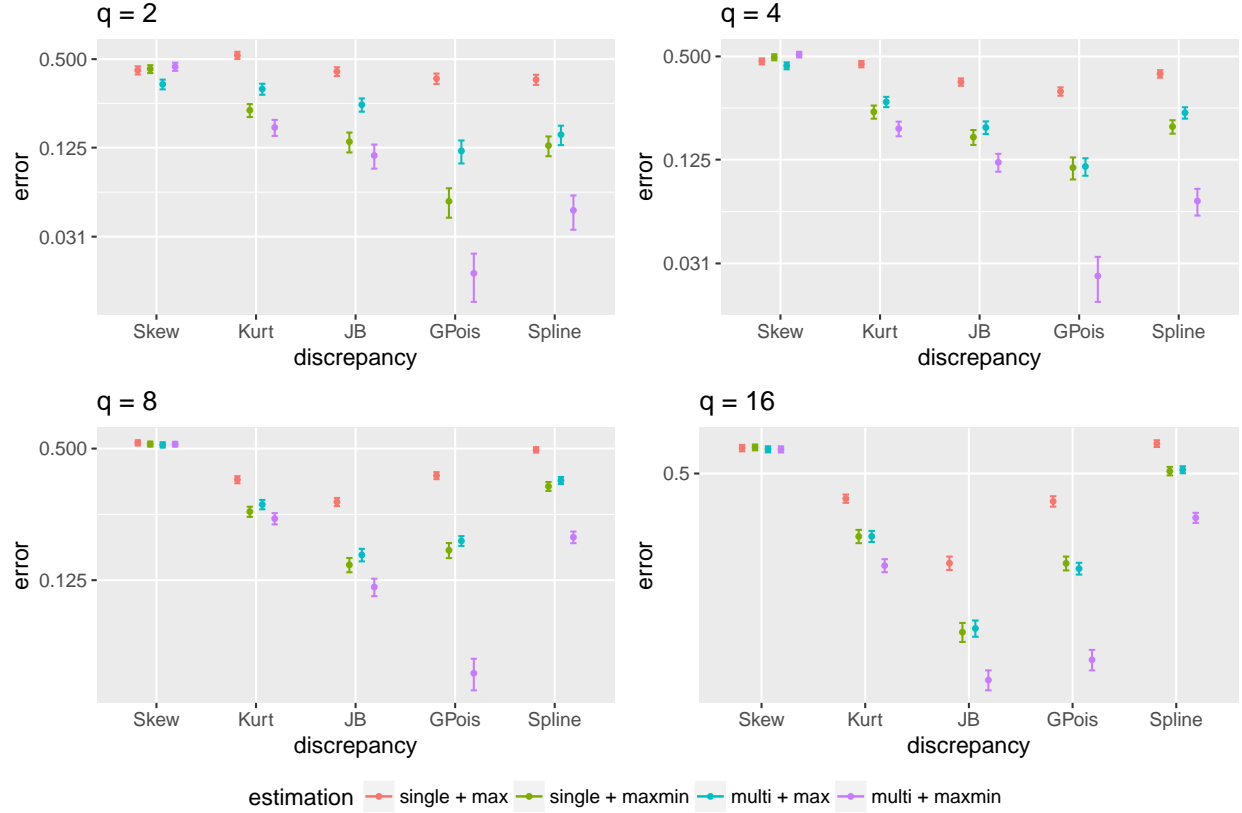 q = 2
0.500
0.125
0.031
error
Skew Kurt JB GPois Spline
discrepancy
q = 4
0.500
0.125
0.031
error
Skew Kurt JB GPois Spline
discrepancy
q = 8
0.500
0.125
error
Skew Kurt JB GPois Spline
discrepancy
q = 16
0.5
error
Skew Kurt JB GPois Spline
discrepancy
estimation single + max single + maxmin multi + max multi + maxmin